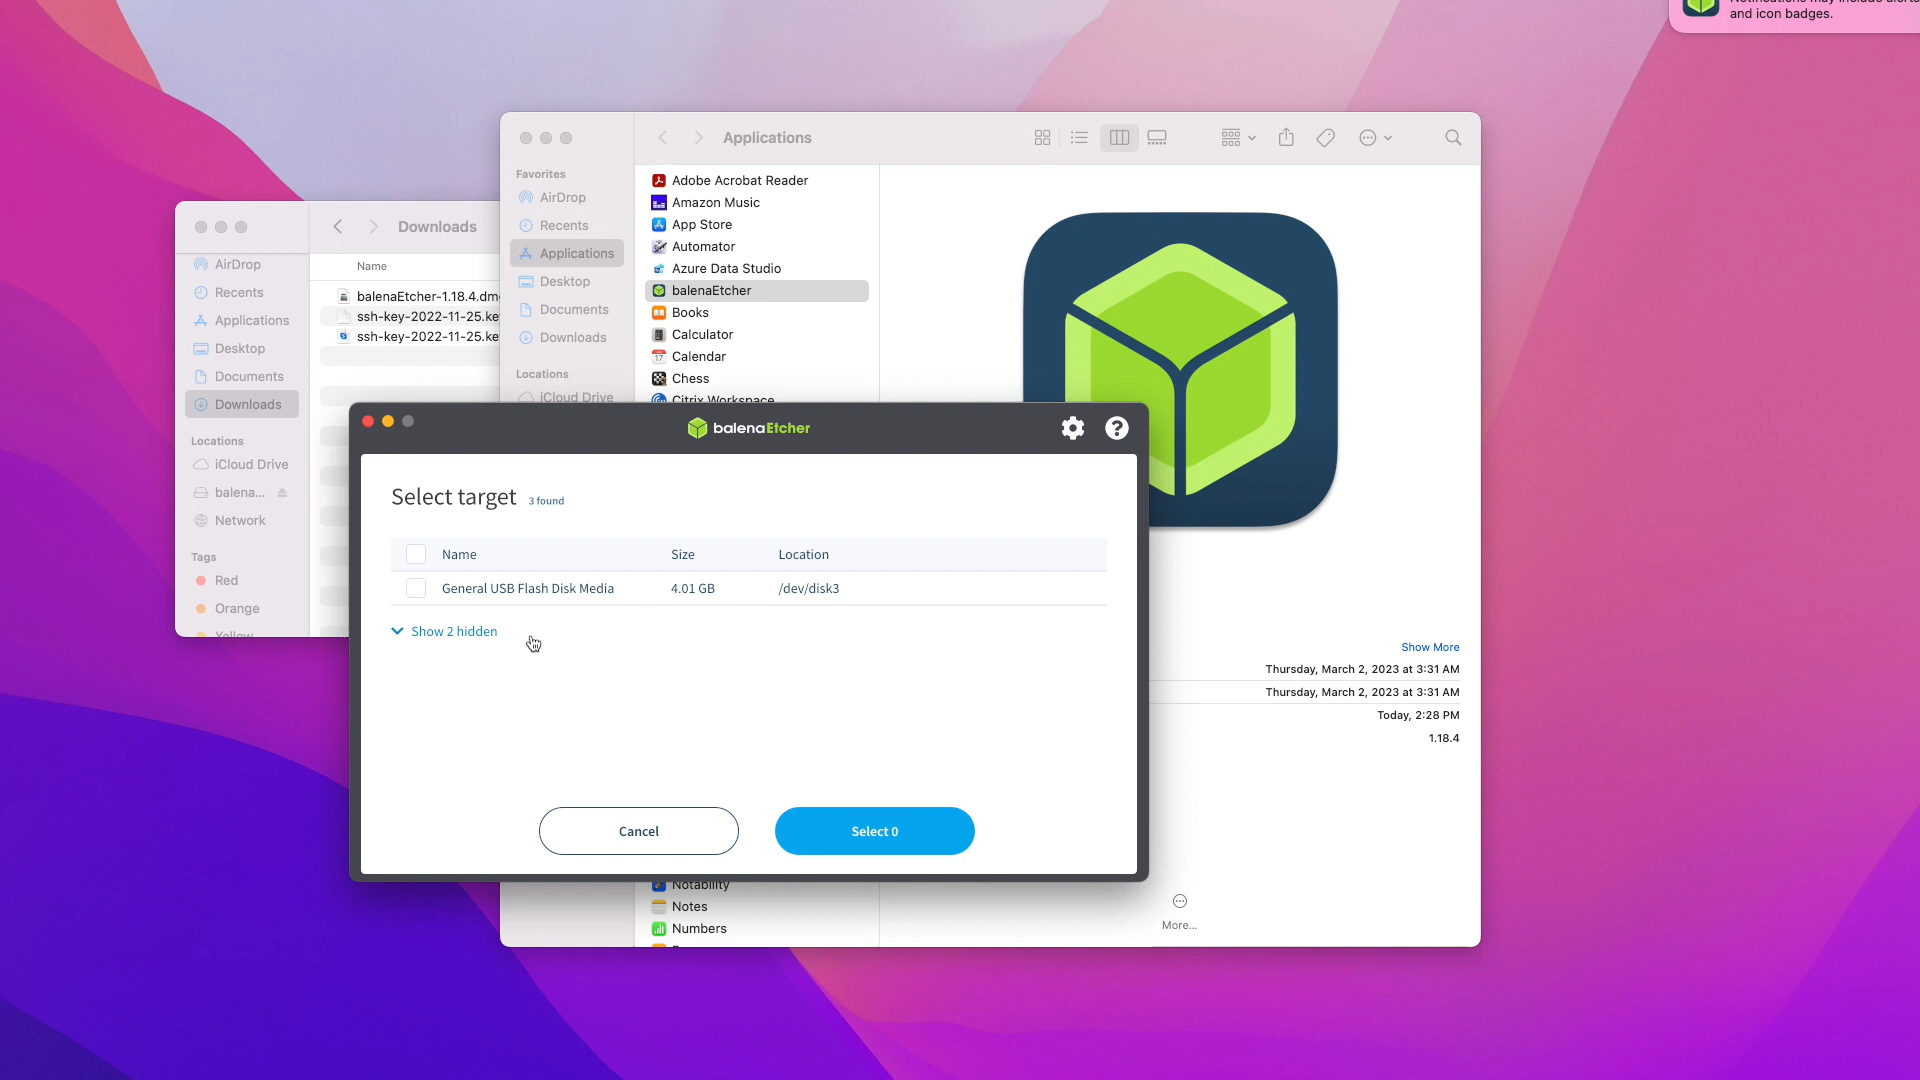 and icon badges.
Applications
Favorites
AirDrop
Recents
Applications
Desktop
Documents
Downloads
Locations
iCloud Drive
Adobe Acrobat Reader
Amazon Music
App Store
Automator
Azure Data Studio
balenaEtcher
Books
Calculator
Calendar
Chess
Citrix Workspace
Downloads
Name
AirDrop
Recents
Applications
Desktop
Documents
Downloads
Locations
iCloud Drive
balena...
Network
Tags
Red
Orange
Yellow
balenaEtcher-1.18.4.dm
ssh-key-2022-11-25.ke
ssh-key-2022-11-25.ke
balenaEtcher
Select target 3 found
Name Size Location
General USB Flash Disk Media 4.01 GB /dev/disk3
Show 2 hidden
Cancel
Select 0
Show More
Thursday, March 2, 2023 at 3:31 AM
Thursday, March 2, 2023 at 3:31 AM
Today, 2:28 PM
1.18.4
More...
Notability
Notes
Numbers